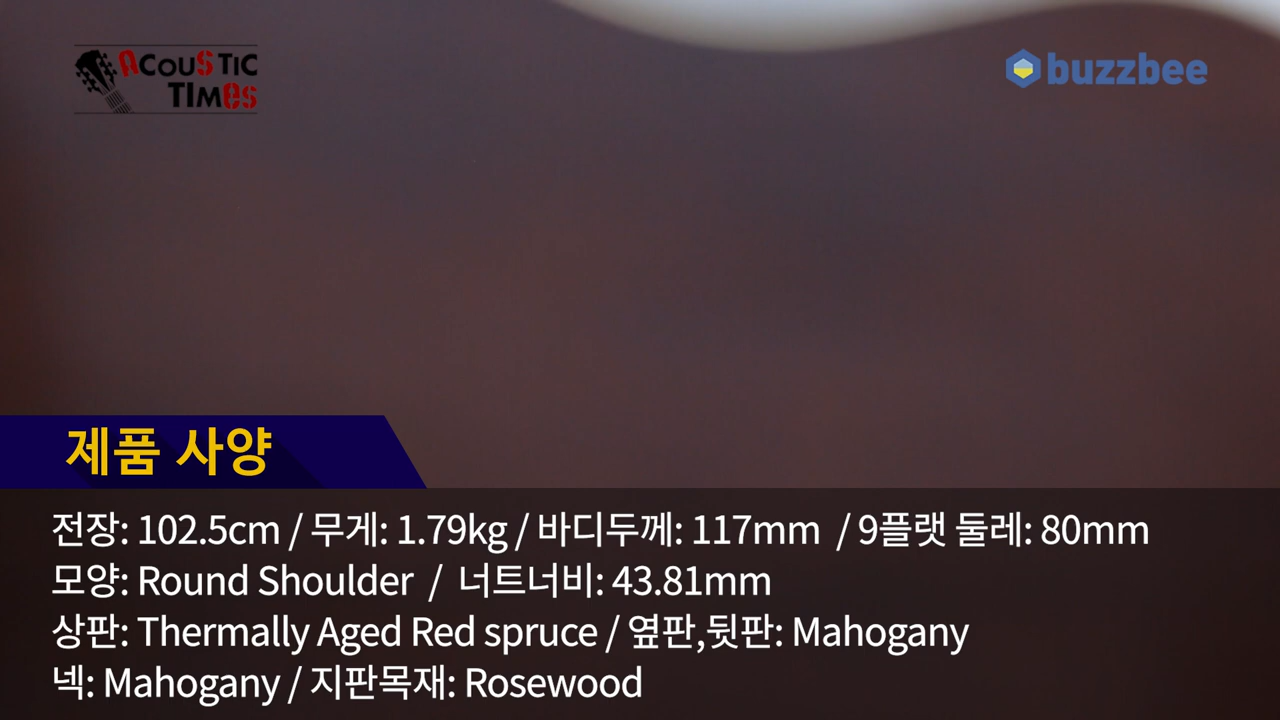 ACOUSTIC
TIMES
buzzbee
제품 사양
전장: 102.5cm / 무게: 1.79kg / 바디두께: 117mm / 9플랫 둘레: 80mm
모양: Round Shoulder / 너트너비: 43.81mm
상판: Thermally Aged Red spruce / 옆판,뒷판: Mahogany
넥: Mahogany / 지판목재: Rosewood